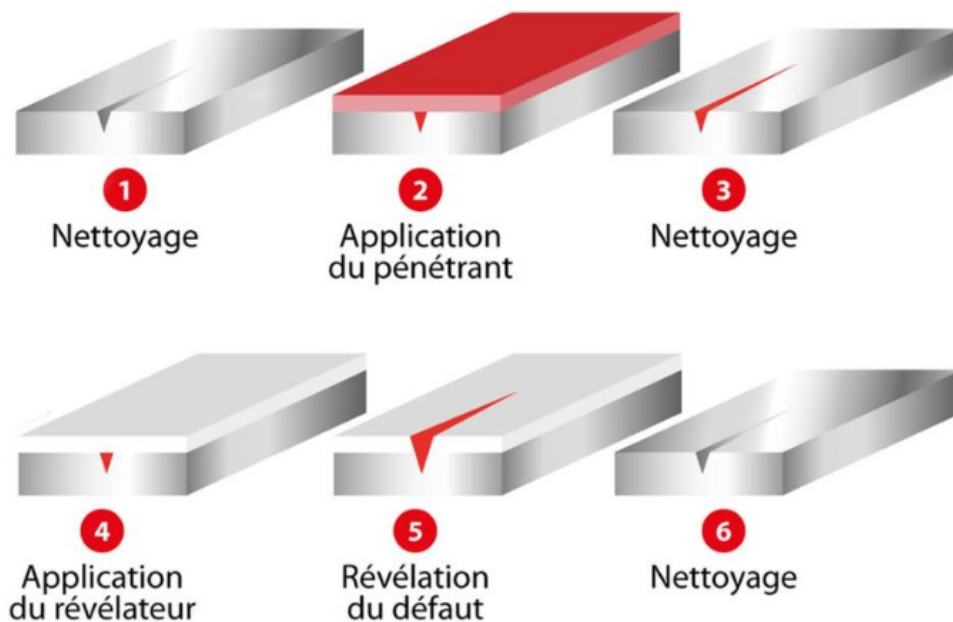 1
Nettoyage
2
Application
du pénétrant
3
Nettoyage
4
Application
du révélateur
5
Révélation
du défaut
6
Nettoyage